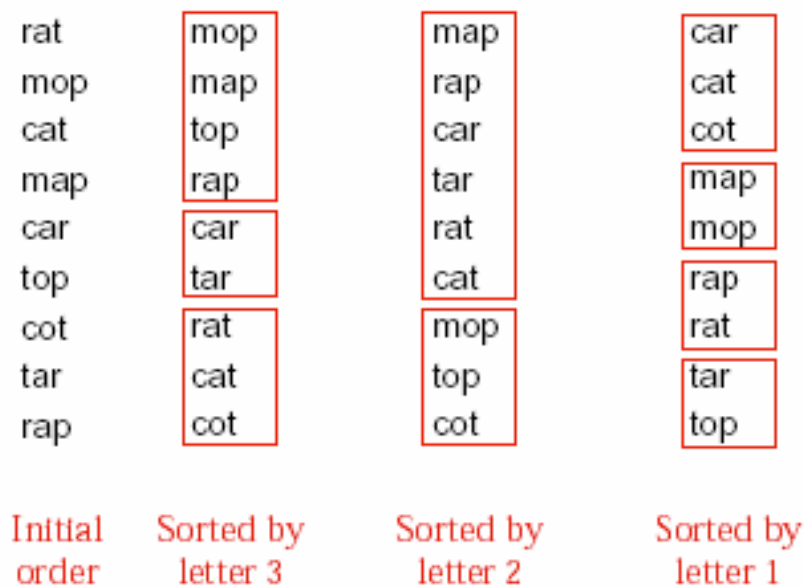 rat mop map car
mop map rap cat
cat top car cot
map rap tar map
car car rat mop
top tar cat rap
cot rat mop rat
tar cat top tar
rap cot cot top
Initial Sorted by Sorted by Sorted by
order letter 3 letter 2 letter 1